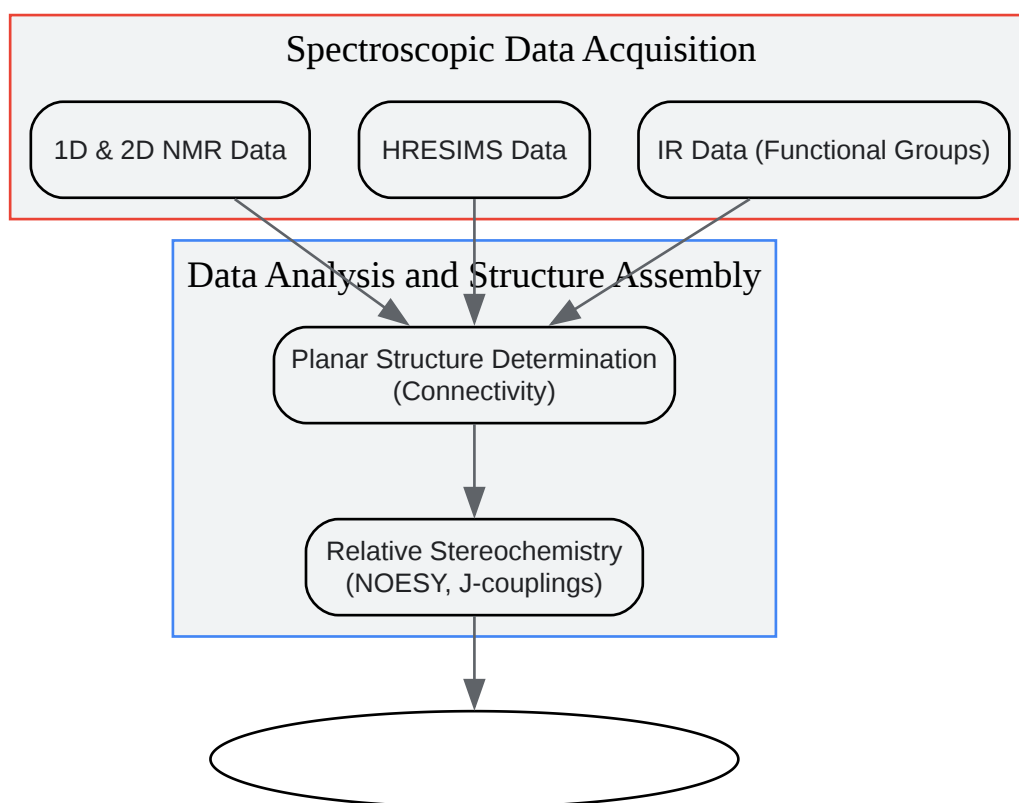 Spectroscopic Data Acquisition
1D & 2D NMR Data
HRESIMS Data
IR Data (Functional Groups)
Data Analysis and Structure Assembly
Planar Structure Determination
(Connectivity)
Relative Stereochemistry
(NOESY, J-couplings)